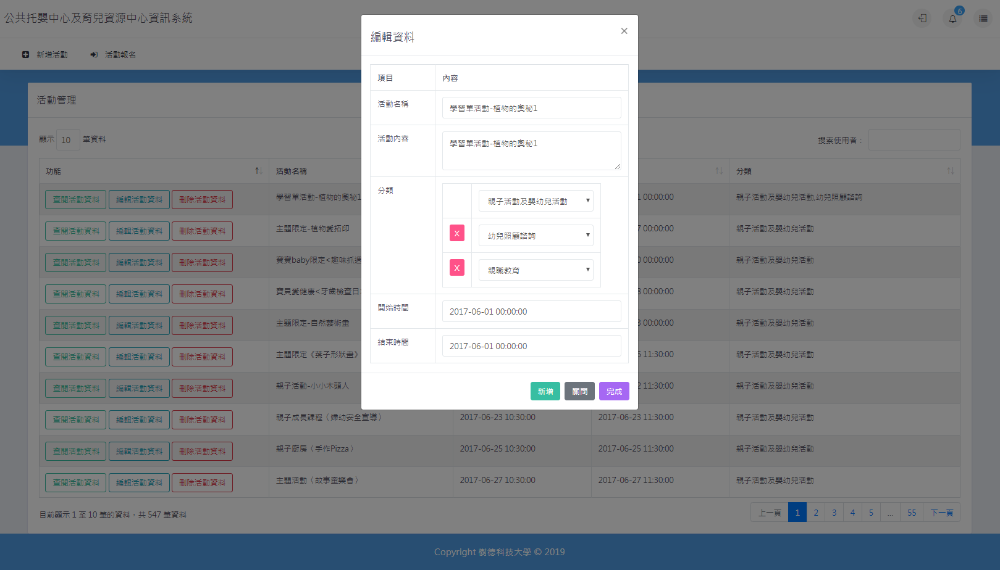 公共托嬰中心及育兒資源中心資訊系統
6
新增活動 活動報名
編輯資料
×
項目 內容
活動名稱 學習單活動-植物的奧秘1
活動內容 學習單活動-植物的奧秘1
分類 親子活動及嬰幼兒活動
X 幼兒照顧諮詢
X 親職教育
開始時間 2017-06-01 00:00:00
結束時間 2017-06-01 00:00:00
新增 關閉 完成
活動管理
顯示 10 筆資料
搜索使用者：
功能 活動名稱 分類
查閱活動資料 編輯活動資料 刪除活動資料 學習單活動-植物的奧秘1 00:00:00 親子活動及嬰幼兒活動,幼兒照顧諮詢
查閱活動資料 編輯活動資料 刪除活動資料 主題限定-植物愛拓印 00:00:00 親子活動及嬰幼兒活動
查閱活動資料 編輯活動資料 刪除活動資料 寶寶baby限定<趣味抓週 00:00:00 親子活動及嬰幼兒活動
查閱活動資料 編輯活動資料 刪除活動資料 寶貝愛健康<牙齒檢查日 00:00:00 親子活動及嬰幼兒活動
查閱活動資料 編輯活動資料 刪除活動資料 主題限定-自然藝術畫 00:00:00 親子活動及嬰幼兒活動
查閱活動資料 編輯活動資料 刪除活動資料 主題限定《葉子形狀畫》 11:30:00 親子活動及嬰幼兒活動
查閱活動資料 編輯活動資料 刪除活動資料 親子活動-小小木頭人 11:30:00 親子活動及嬰幼兒活動
查閱活動資料 編輯活動資料 刪除活動資料 親子成長課程（婦幼安全宣導） 2017-06-23 10:30:00 2017-06-23 11:30:00 親子活動及嬰幼兒活動
查閱活動資料 編輯活動資料 刪除活動資料 親子廚房（手作Pizza） 2017-06-25 10:30:00 2017-06-25 11:30:00 親子活動及嬰幼兒活動
查閱活動資料 編輯活動資料 刪除活動資料 主題活動（故事童樂會） 2017-06-27 10:30:00 2017-06-27 11:30:00 親子活動及嬰幼兒活動
目前顯示 1 至 10 筆的資料，共 547 筆資料
上一頁 1 2 3 4 5 ... 55 下一頁
Copyright 樹德科技大學 © 2019